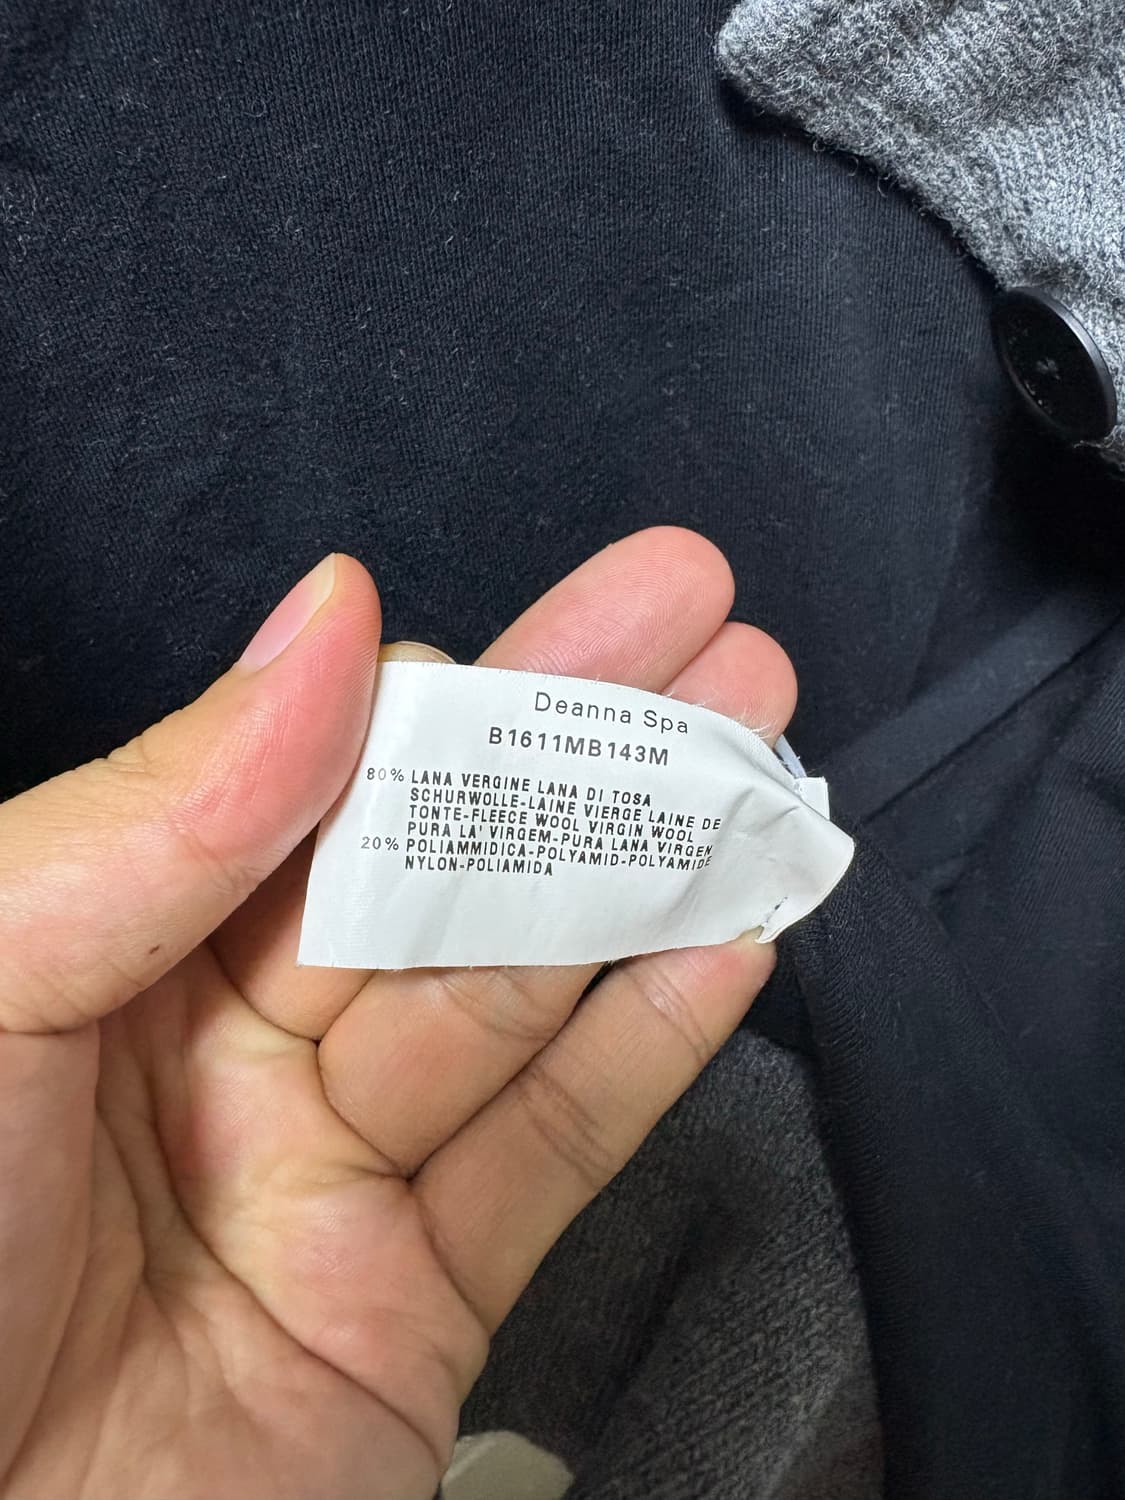 Deanna Spa
B1611MB143M
80% LANA VERGINE LANA DI TOSA
SCHURWOLLE-LAINE VIERGE LAINE DE
TONTE-FLEECE WOOL VIRGIN WOOL
PURA LA' VIRGEM-PURA LANA VIRGEN
20% POLIAMMIDICA-POLYAMID-POLYAMIDE
NYLON-POLIAMIDA